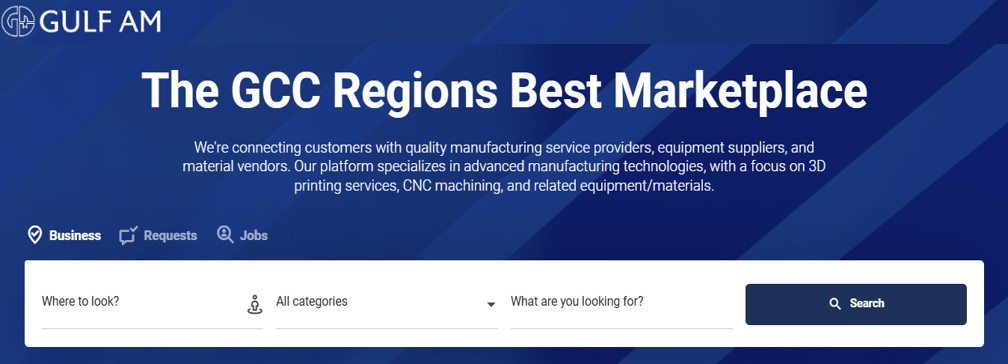 GULF AM
The GCC Regions Best Marketplace
We're connecting customers with quality manufacturing service providers, equipment suppliers, and
material vendors. Our platform specializes in advanced manufacturing technologies, with a focus on 3D
printing services, CNC machining, and related equipment/materials.
Business Requests Jobs
Where to look? All categories What are you looking for? Search